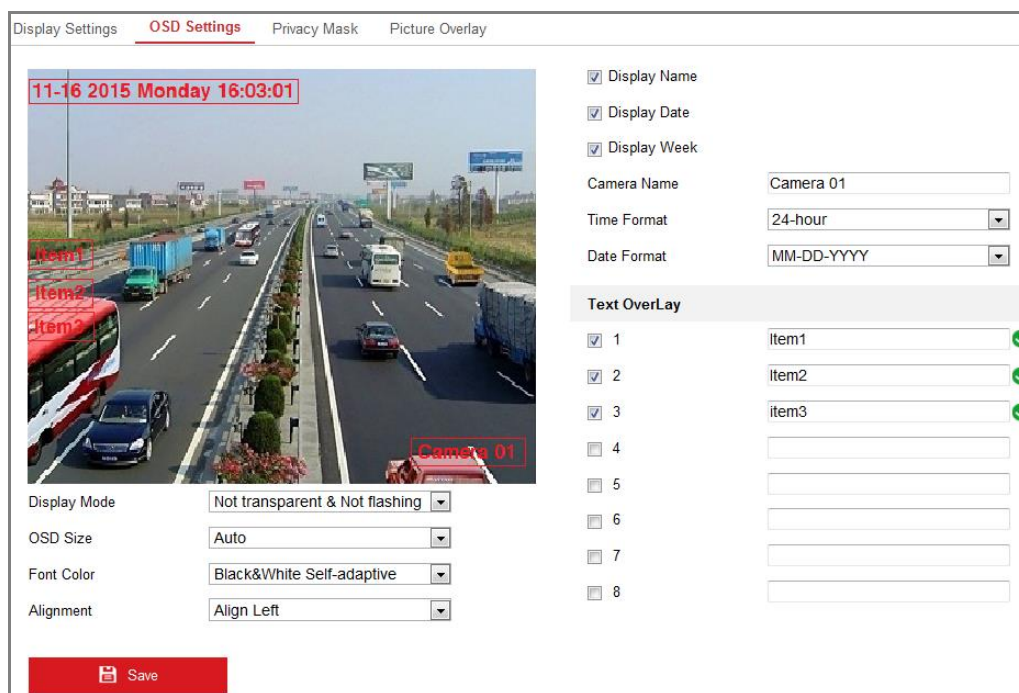 Display Settings OSD Settings Privacy Mask Picture Overlay
11-16 2015 Monday 16:03:01
Item1
Item2
Item3
Camera 01
Display Mode Not transparent & Not flashing
OSD Size Auto
Font Color Black&White Self-adaptive
Alignment Align Left
Save
Display Name
Display Date
Display Week
Camera Name Camera 01
Time Format 24-hour
Date Format MM-DD-YYYY
Text OverLay
1 Item1
2 Item2
3 item3
4
5
6
7
8